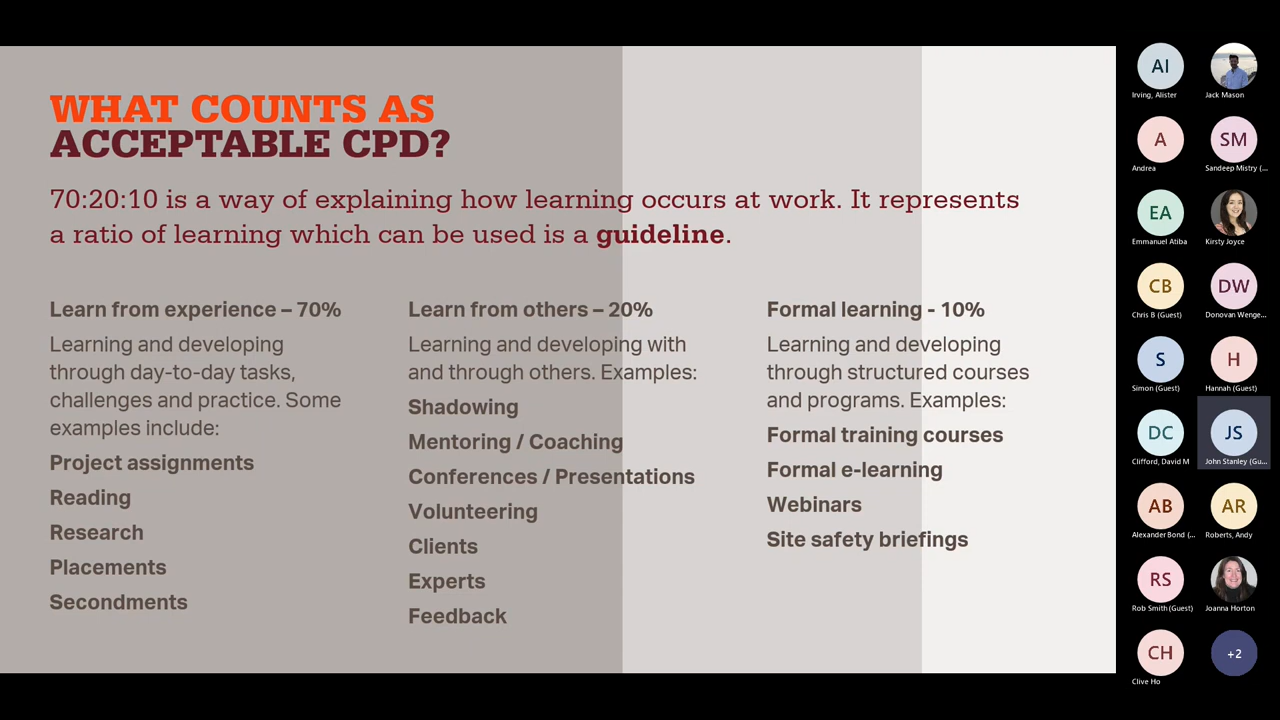 WHAT COUNTS AS
ACCEPTABLE CPD?
70:20:10 is a way of explaining how learning occurs at work. It represents
a ratio of learning which can be used is a guideline.
Learn from experience – 70%
Learning and developing
through day-to-day tasks,
challenges and practice. Some
examples include:
Project assignments
Reading
Research
Placements
Secondments
Learn from others – 20%
Learning and developing with
and through others. Examples:
Shadowing
Mentoring / Coaching
Conferences / Presentations
Volunteering
Clients
Experts
Feedback
Formal learning - 10%
Learning and developing
through structured courses
and programs. Examples:
Formal training courses
Formal e-learning
Webinars
Site safety briefings
AI
Irving, Alister
Jack Mason
A
Andrea
SM
Sandeep Mistry (...
EA
Emmanuel Atiba
Kirsty Joyce
CB
Chris B (Guest)
DW
Donovan Wenge...
S
Simon (Guest)
H
Hannah (Guest)
DC
Clifford, David M
JS
John Stanley (Gu...
AB
Alexander Bond (...
AR
Roberts, Andy
RS
Rob Smith (Guest)
Joanna Horton
CH
Clive Ho
+2